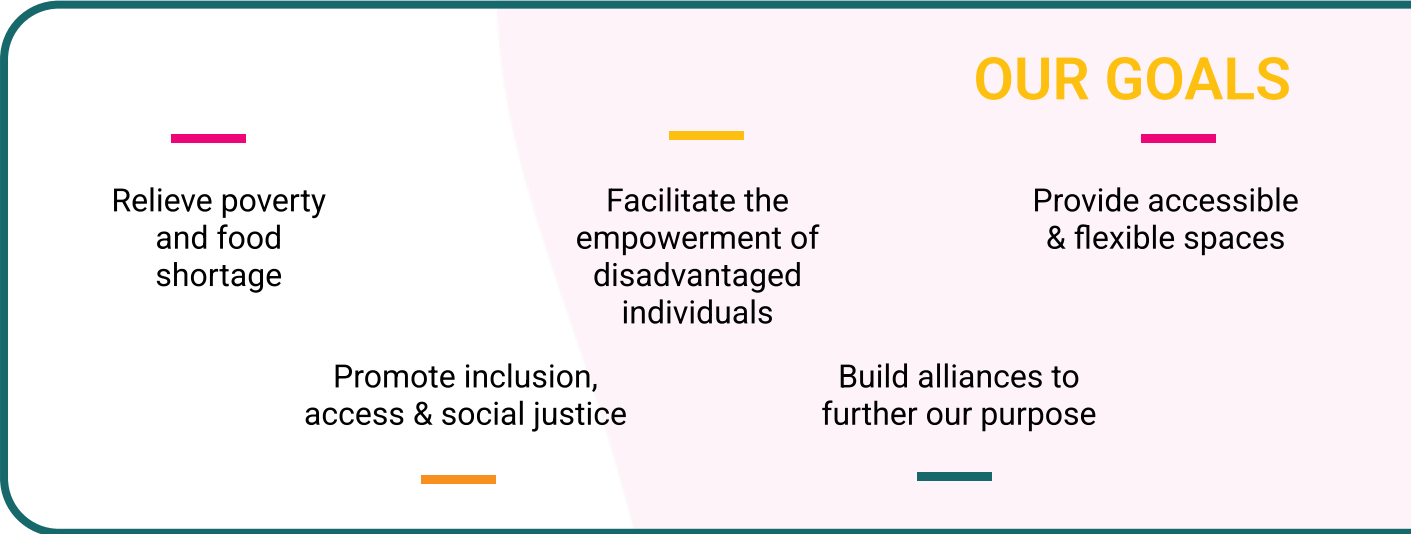 OUR GOALS
Relieve poverty
and food
shortage
Facilitate the
empowerment of
disadvantaged
individuals
Provide accessible
& flexible spaces
Promote inclusion,
access & social justice
Build alliances to
further our purpose